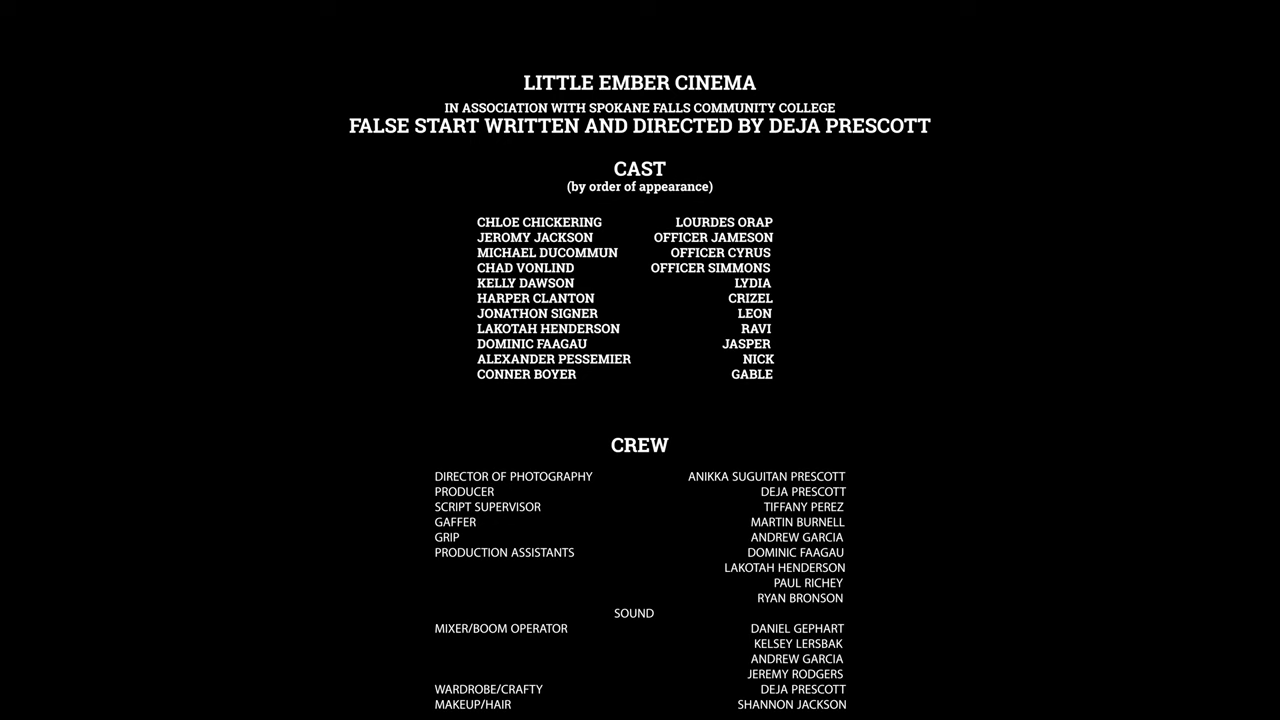 LITTLE EMBER CINEMA
IN ASSOCIATION WITH SPOKANE FALLS COMMUNITY COLLEGE
FALSE START WRITTEN AND DIRECTED BY DEJA PRESCOTT
CAST
(by order of appearance)
CHLOE CHICKERING LOURDES ORAP
JEROMY JACKSON OFFICER JAMESON
MICHAEL DUCOMMUN OFFICER CYRUS
CHAD VONLIND OFFICER SIMMONS
KELLY DAWSON LYDIA
HARPER CLANTON CRIZEL
JONATHON SIGNER LEON
LAKOTAH HENDERSON RAVI
DOMINIC FAAGAU JASPER
ALEXANDER PESSEMIER NICK
CONNER BOYER GABLE
CREW
DIRECTOR OF PHOTOGRAPHY ANIKKA SUGUITAN PRESCOTT
PRODUCER DEJA PRESCOTT
SCRIPT SUPERVISOR TIFFANY PEREZ
GAFFER MARTIN BURNELL
GRIP ANDREW GARCIA
PRODUCTION ASSISTANTS DOMINIC FAAGAU
LAKOTAH HENDERSON
PAUL RICHEY
RYAN BRONSON
SOUND
MIXER/BOOM OPERATOR DANIEL GEPHART
KELSEY LERSBAK
ANDREW GARCIA
JEREMY RODGERS
WARDROBE/CRAFTY DEJA PRESCOTT
MAKEUP/HAIR SHANNON JACKSON